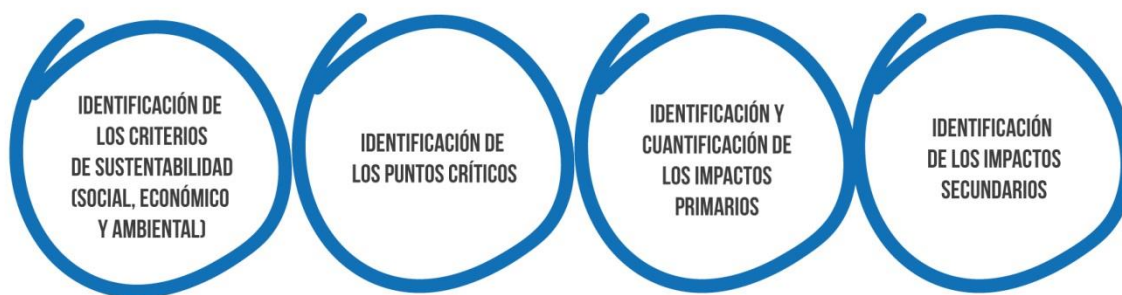 IDENTIFICACIÓN DE
LOS CRITERIOS
DE SUSTENTABILIDAD
(SOCIAL, ECONÓMICO
Y AMBIENTAL)
IDENTIFICACIÓN DE
LOS PUNTOS CRÍTICOS
IDENTIFICACIÓN Y
CUANTIFICACIÓN DE
LOS IMPACTOS
PRIMARIOS
IDENTIFICACIÓN
DE LOS IMPACTOS
SECUNDARIOS